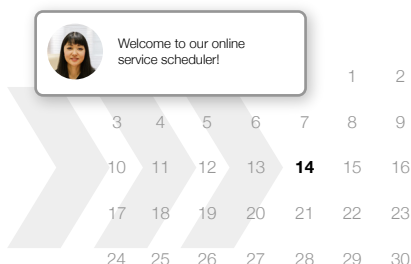 Welcome to our online
service scheduler!
1 2
3 4 5 6 7 8 9
10 11 12 13 14 15 16
17 18 19 20 21 22 23
24 25 26 27 28 29 30